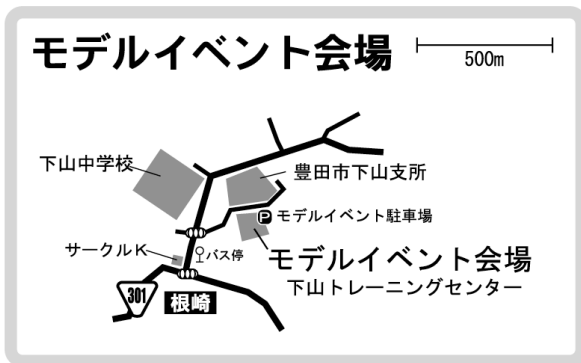 モデルイベント会場
500m
下山中学校
豊田市下山支所
P モデルイベント駐車場
サークルK
バス停
モデルイベント会場
下山トレーニングセンター
301
根崎